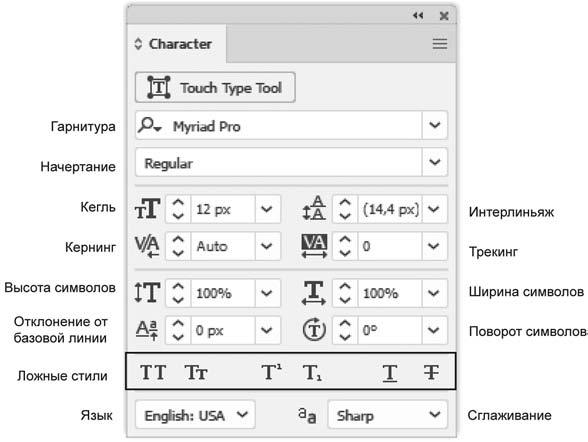 Character
Touch Type Tool
Гарнитура Myriad Pro
Начертание Regular
Кегль 12 px (14,4 px) Интерлиньяж
Кернинг Auto 0 Трекинг
Высота символов 100% 100% Ширина символов
Отклонение от
базовой линии 0 px 0° Поворот символов
Ложные стили TT Tт T¹ T₁ T T
Язык English: USA aa Sharp Сглаживание